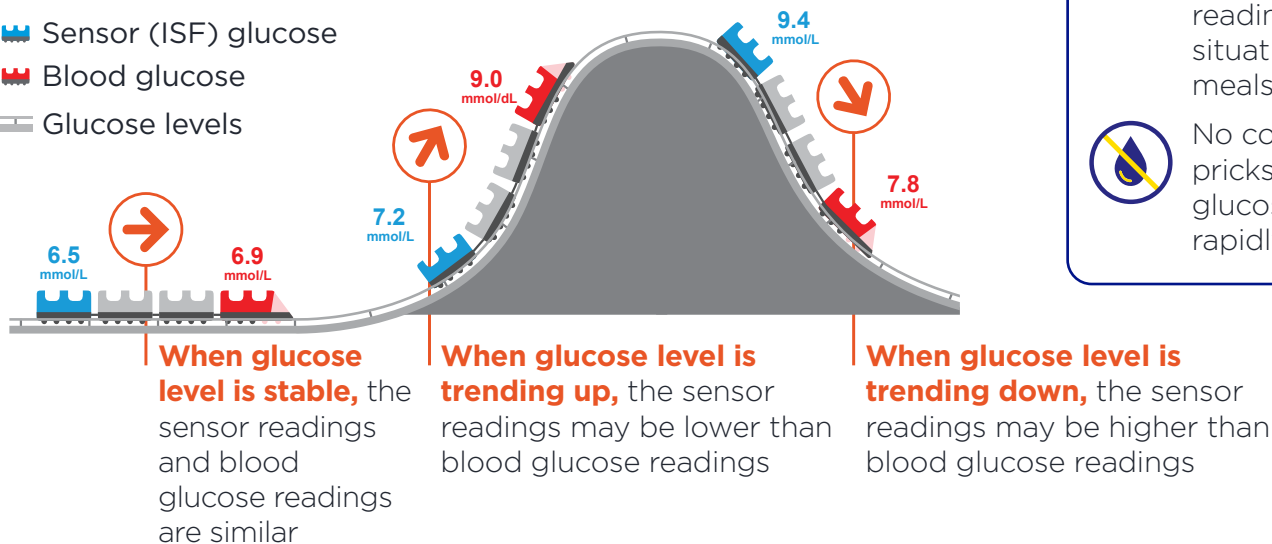 Sensor (ISF) glucose
Blood glucose
Glucose levels
6.5
mmol/L
6.9
mmol/L
7.2
mmol/L
9.0
mmol/dL
9.4
mmol/L
7.8
mmol/L
When glucose
level is stable, the
sensor readings
and blood
glucose readings
are similar
When glucose level is
trending up, the sensor
readings may be lower than
blood glucose readings
When glucose level is
trending down, the sensor
readings may be higher than
blood glucose readings
readin
situat
meals
No co
pricks
gluco
rapidl